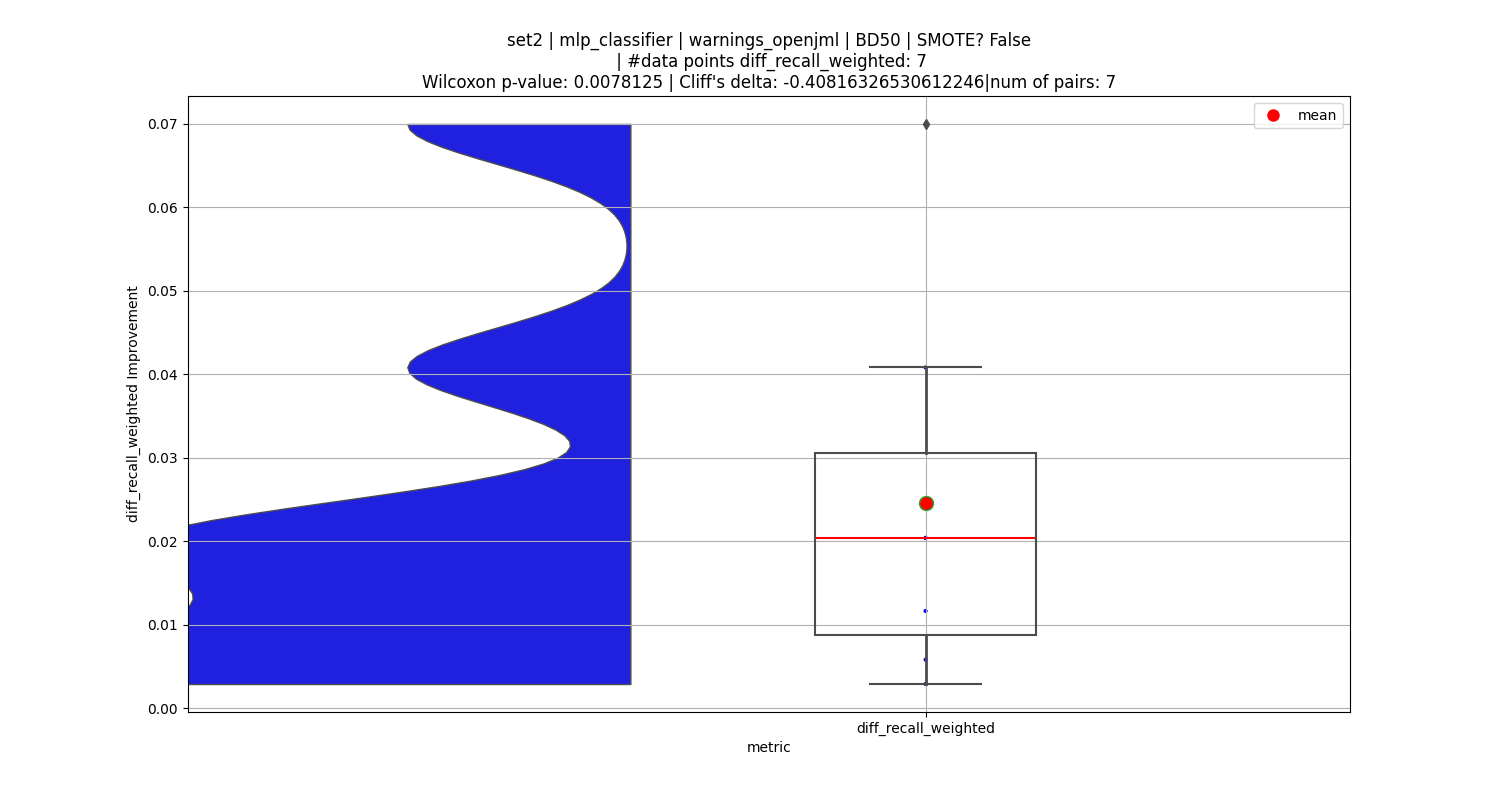 set2 | mlp_classifier | warnings_openjml | BD50 | SMOTE? False
| #data points diff_recall_weighted: 7
Wilcoxon p-value: 0.0078125 | Cliff's delta: -0.40816326530612246|num of pairs: 7
mean
0.07
0.06
0.05
0.04
0.03
0.02
0.01
0.00
diff_recall_weighted Improvement
diff_recall_weighted
metric